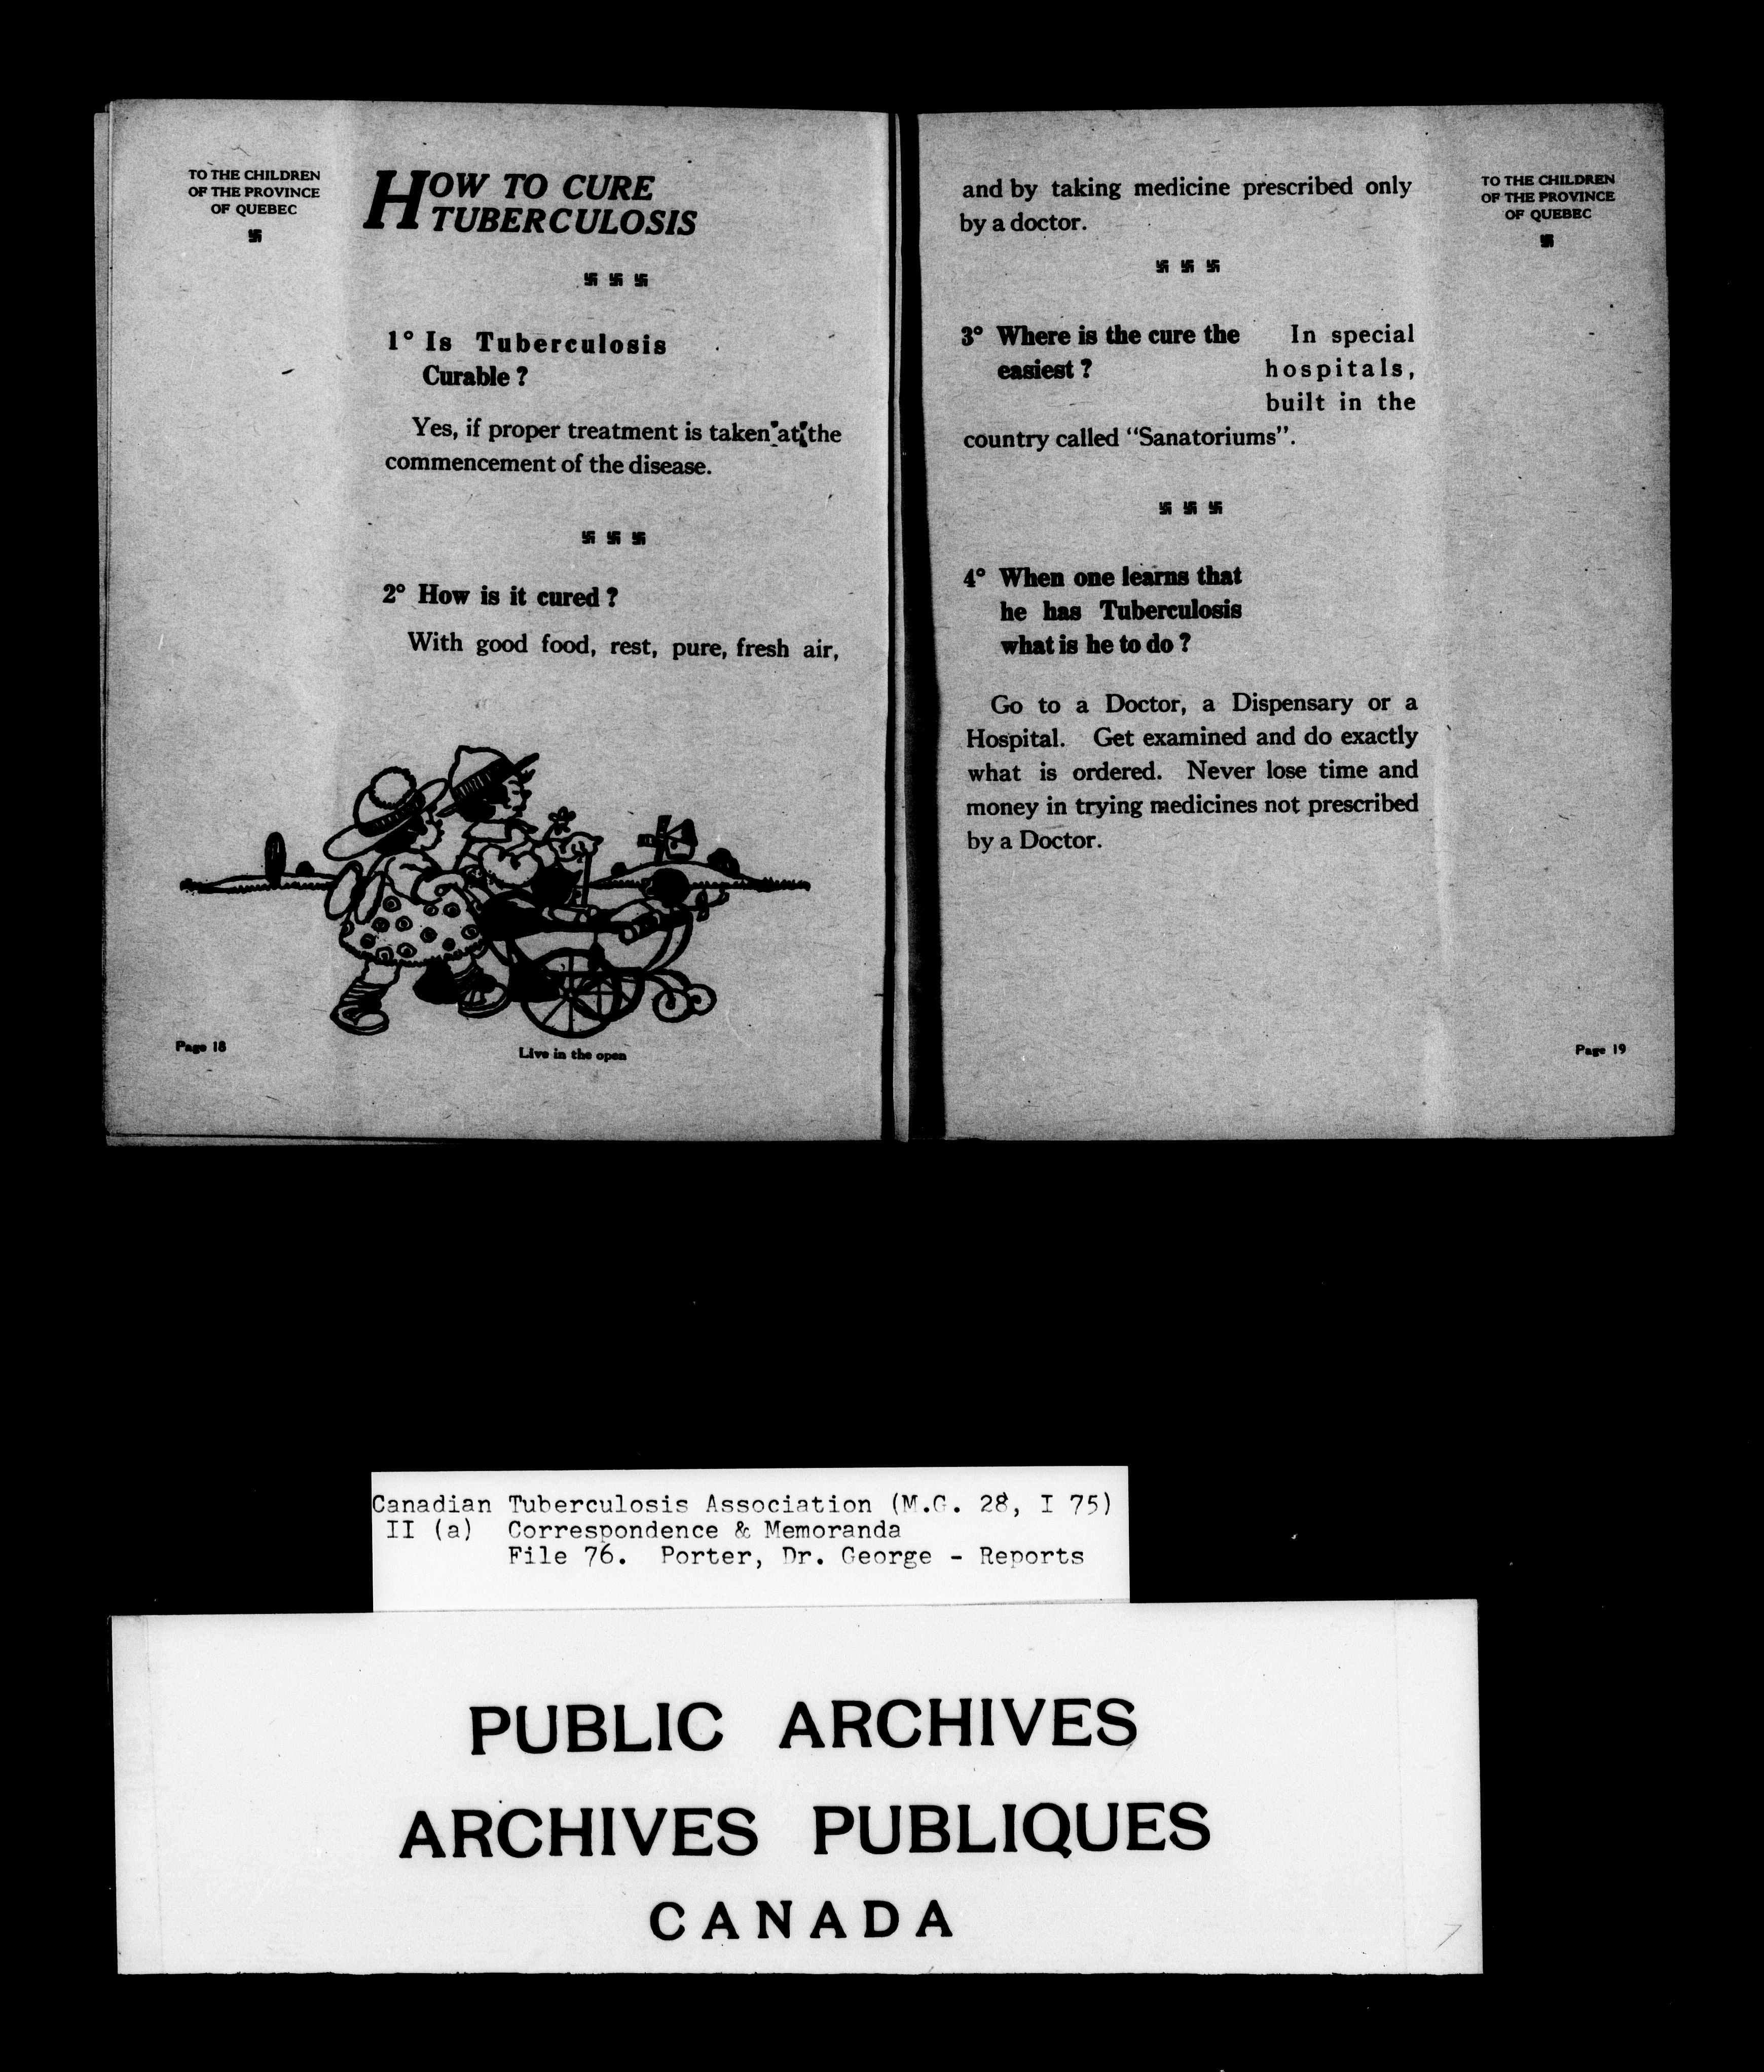 TO THE CHILDREN
OF THE PROVINCE
OF QUEBEC
HOW TO CURE
TUBERCULOSIS
1° Is Tuberculosis
Curable ?
Yes, if proper treatment is taken at the
commencement of the disease.
2° How is it cured ?
With good food, rest, pure, fresh air,
Page 18
Live in the open
and by taking medicine prescribed only
by a doctor.
TO THE CHILDREN
OF THE PROVINCE
OF QUEBEC
3° Where is the cure the
easiest ?
In special
hospitals,
built in the
country called “Sanatoriums”.
4° When one learns that
he has Tuberculosis
what is he to do ?
Go to a Doctor, a Dispensary or a
Hospital. Get examined and do exactly
what is ordered. Never lose time and
money in trying medicines not prescribed
by a Doctor.
Page 19
Canadian Tuberculosis Association (M.G. 28, I 75)
II (a) Correspondence & Memoranda
File 76. Porter, Dr. George - Reports
PUBLIC ARCHIVES
ARCHIVES PUBLIQUES
CANADA